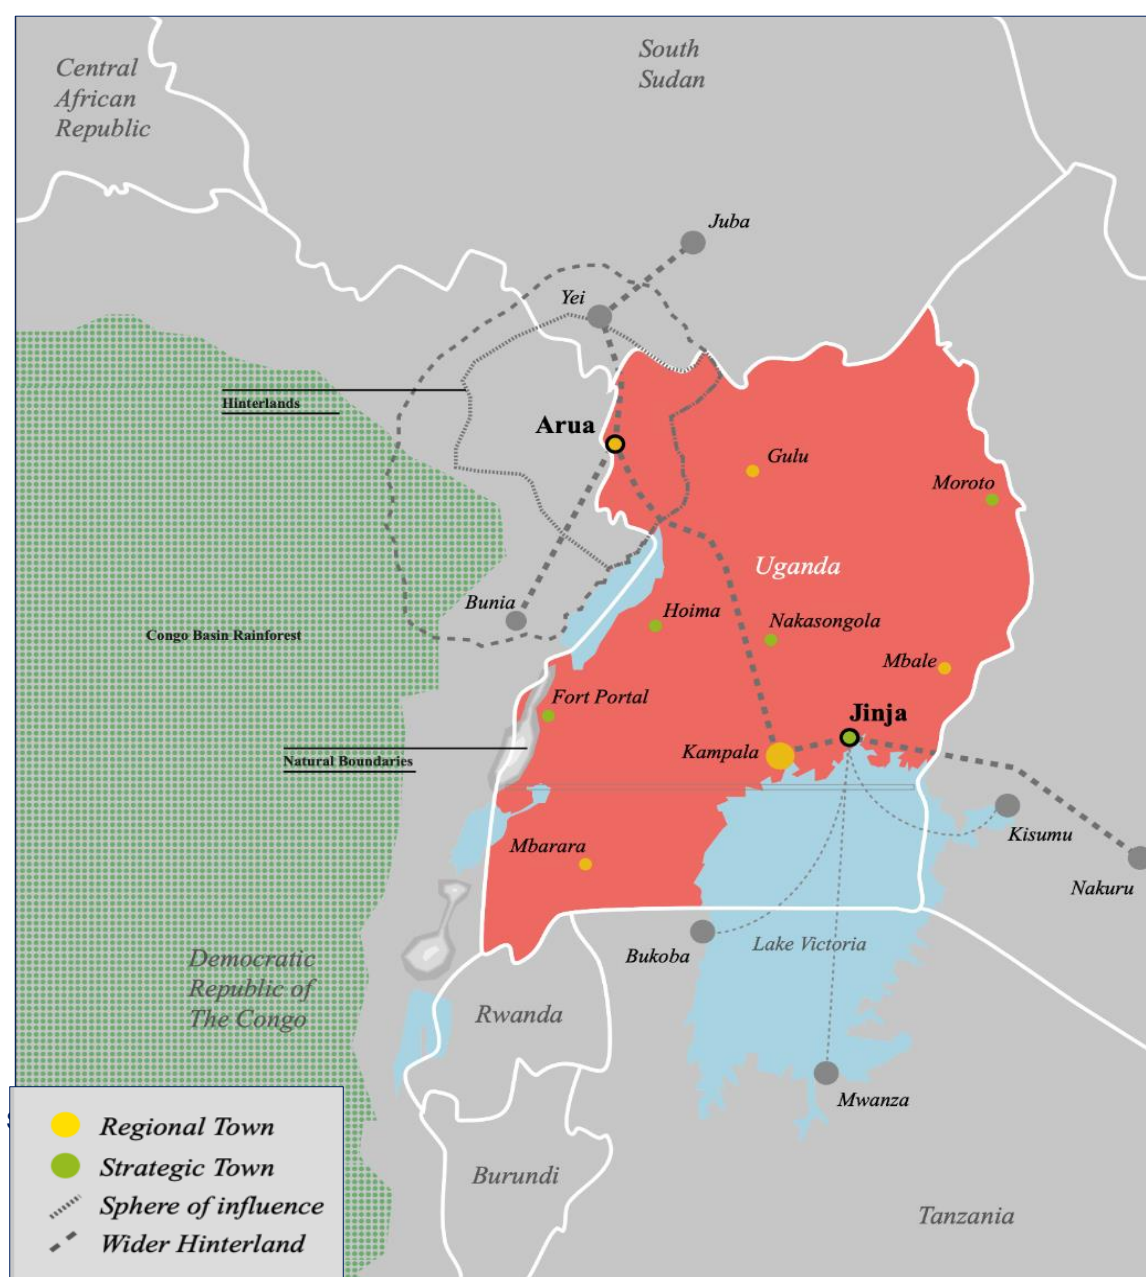 Central
African
Republic
South
Sudan
Juba
Yei
Hinterlands
Arua
Gulu
Moroto
Uganda
Bunia
Hoima
Nakasongola
Congo Basin Rainforest
Mbale
Fort Portal
Jinja
Kampala
Natural Boundaries
Kisumu
Mbarara
Nakuru
Bukoba
Lake Victoria
Democratic
Republic of
The Congo
Rwanda
Mwanza
Burundi
Tanzania
Regional Town
Strategic Town
Sphere of influence
Wider Hinterland